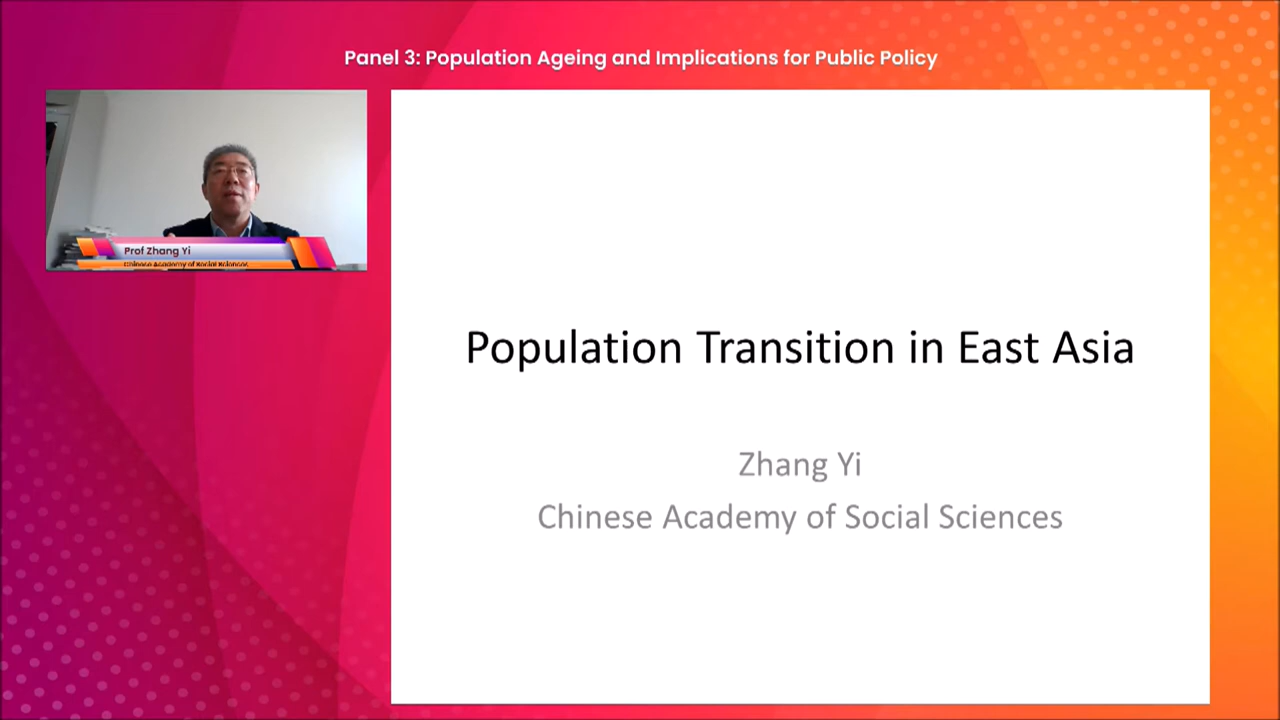 Panel 3: Population Ageing and Implications for Public Policy
Prof Zhang Yi
Chinese Academy of Social Sciences
Population Transition in East Asia
Zhang Yi
Chinese Academy of Social Sciences